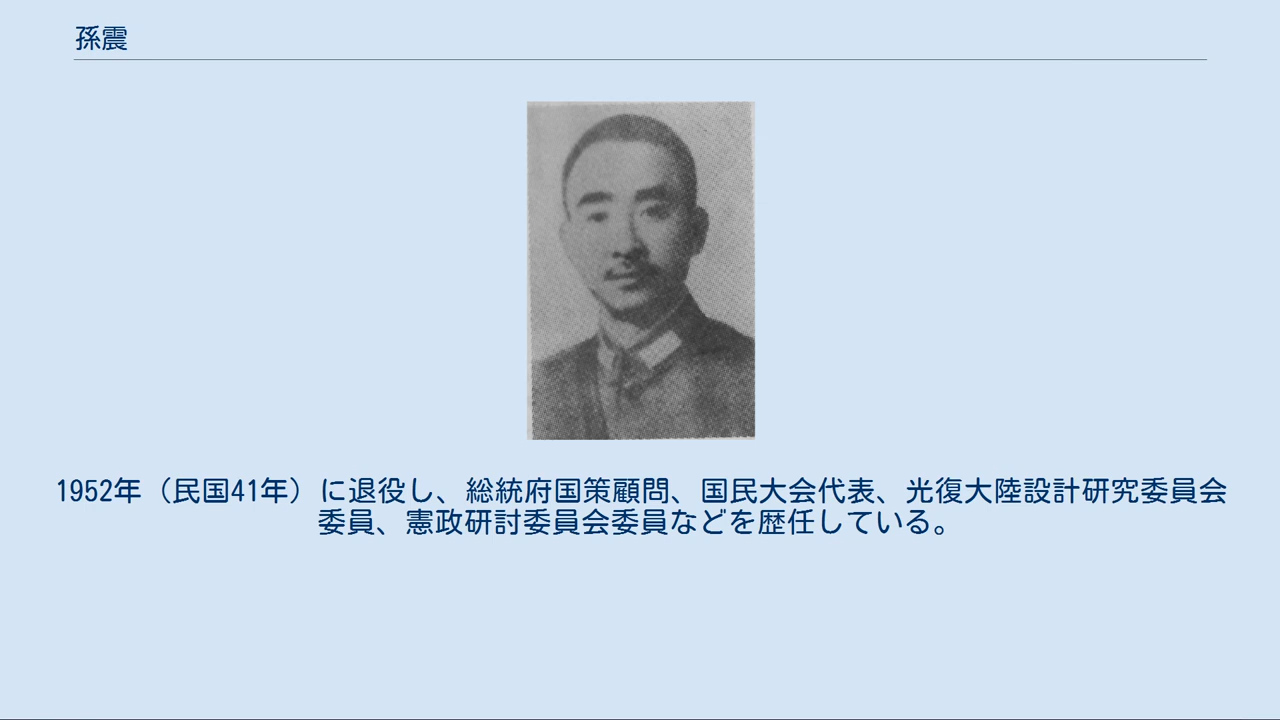 孫震
1952年（民国41年）に退役し、総統府国策顧問、国民大会代表、光復大陸設計研究委員会
委員、憲政研討委員会委員などを歴任している。